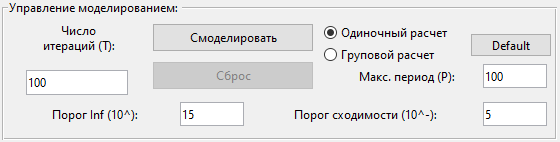 Управление моделированием:
Число
итераций (T):
100
Смоделировать
Сброс
Одиночный расчет
Груповой расчет
Default
Макс. период (P):
100
Порог Inf (10^):
15
Порог сходимости (10^-):
5